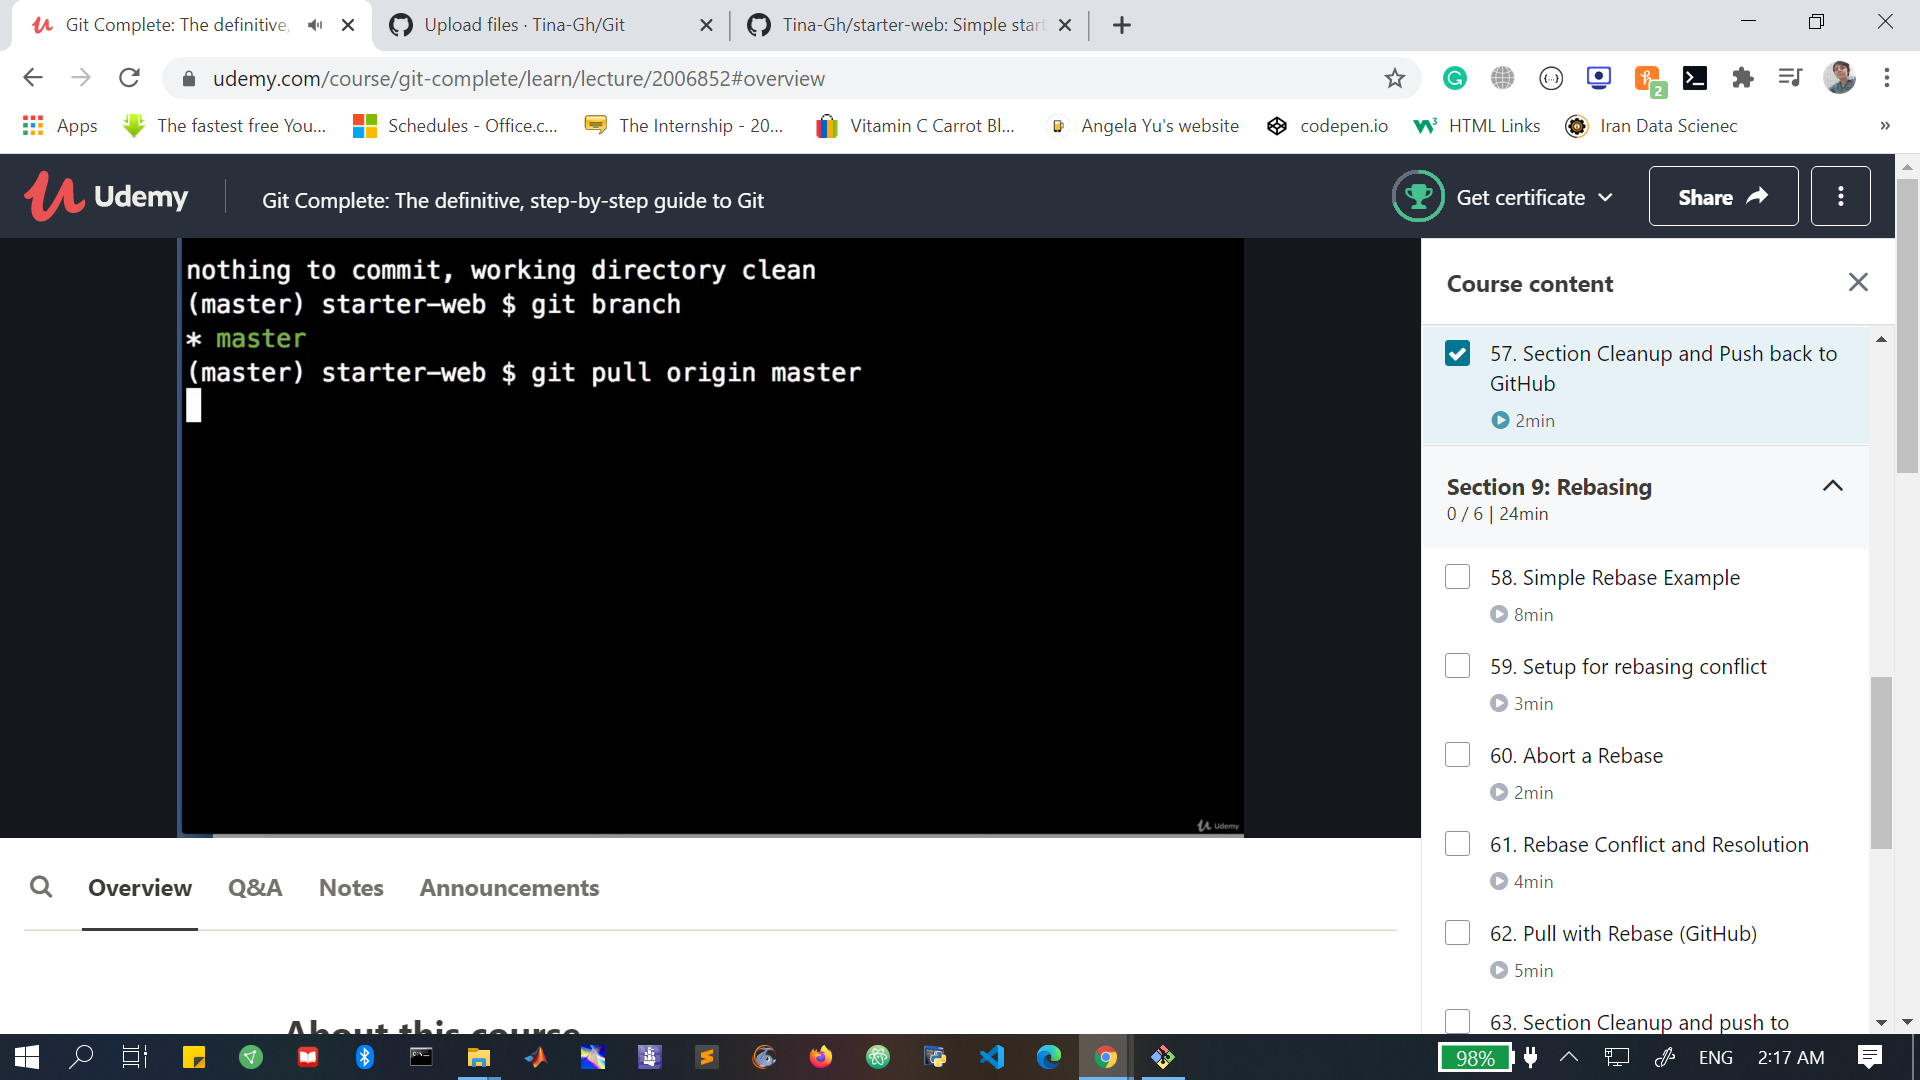 Git Complete: The definitive,
Upload files · Tina-Gh/Git
Tina-Gh/starter-web: Simple start
udemy.com/course/git-complete/learn/lecture/2006852#overview
2
Apps
The fastest free You...
Schedules - Office.c...
The Internship - 20...
Vitamin C Carrot Bl...
Angela Yu's website
codepen.io
HTML Links
Iran Data Scienec
»
Udemy
Git Complete: The definitive, step-by-step guide to Git
Get certificate
Share
nothing to commit, working directory clean
(master) starter-web $ git branch
* master
(master) starter-web $ git pull origin master
Udemy
Course content
57. Section Cleanup and Push back to
GitHub
2min
Section 9: Rebasing
0 / 6 | 24min
58. Simple Rebase Example
8min
59. Setup for rebasing conflict
3min
60. Abort a Rebase
2min
61. Rebase Conflict and Resolution
4min
62. Pull with Rebase (GitHub)
5min
63. Section Cleanup and push to
Overview
Q&A
Notes
Announcements
About this course
98%
ENG
2:17 AM